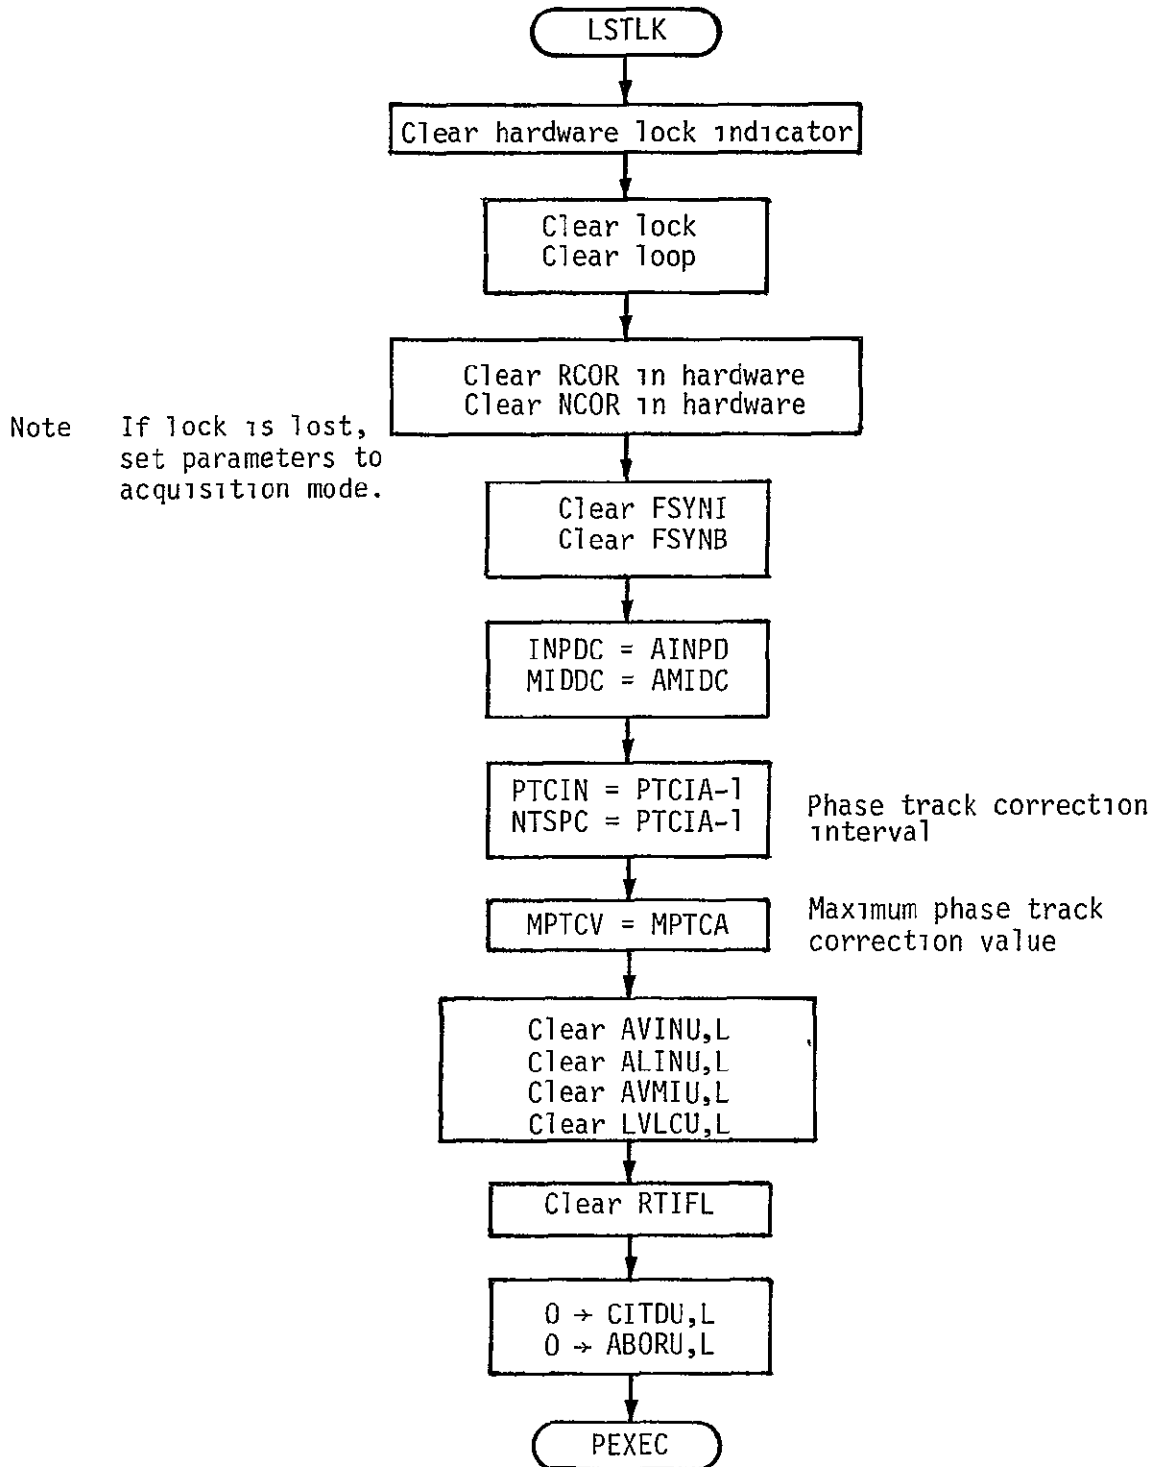 LSTLK
Clear hardware lock indicator
Clear lock
Clear loop
Clear RCOR in hardware
Clear NCOR in hardware
Note If lock is lost,
set parameters to
acquisition mode.
Clear FSYNI
Clear FSYNB
INPDC = AINPD
MIDDC = AMIDC
PTCIN = PTCIA-1
NTSPC = PTCIA-1
Phase track correction
interval
MPTCV = MPTCA
Maximum phase track
correction value
Clear AVINU,L
Clear ALINU,L
Clear AVMIU,L
Clear LVLCU,L
Clear RTIFL
0 → CITDU,L
0 → ABORU,L
PEXEC